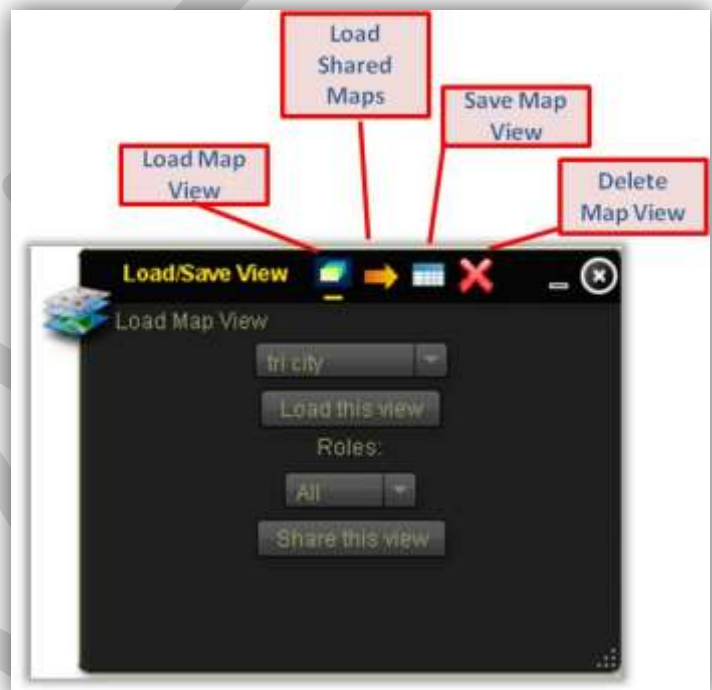 Load
Shared
Maps
Save Map
View
Load Map
View
Delete
Map View
Load/Save View
Load Map View
tri city
Load this view
Roles:
All
Share this view